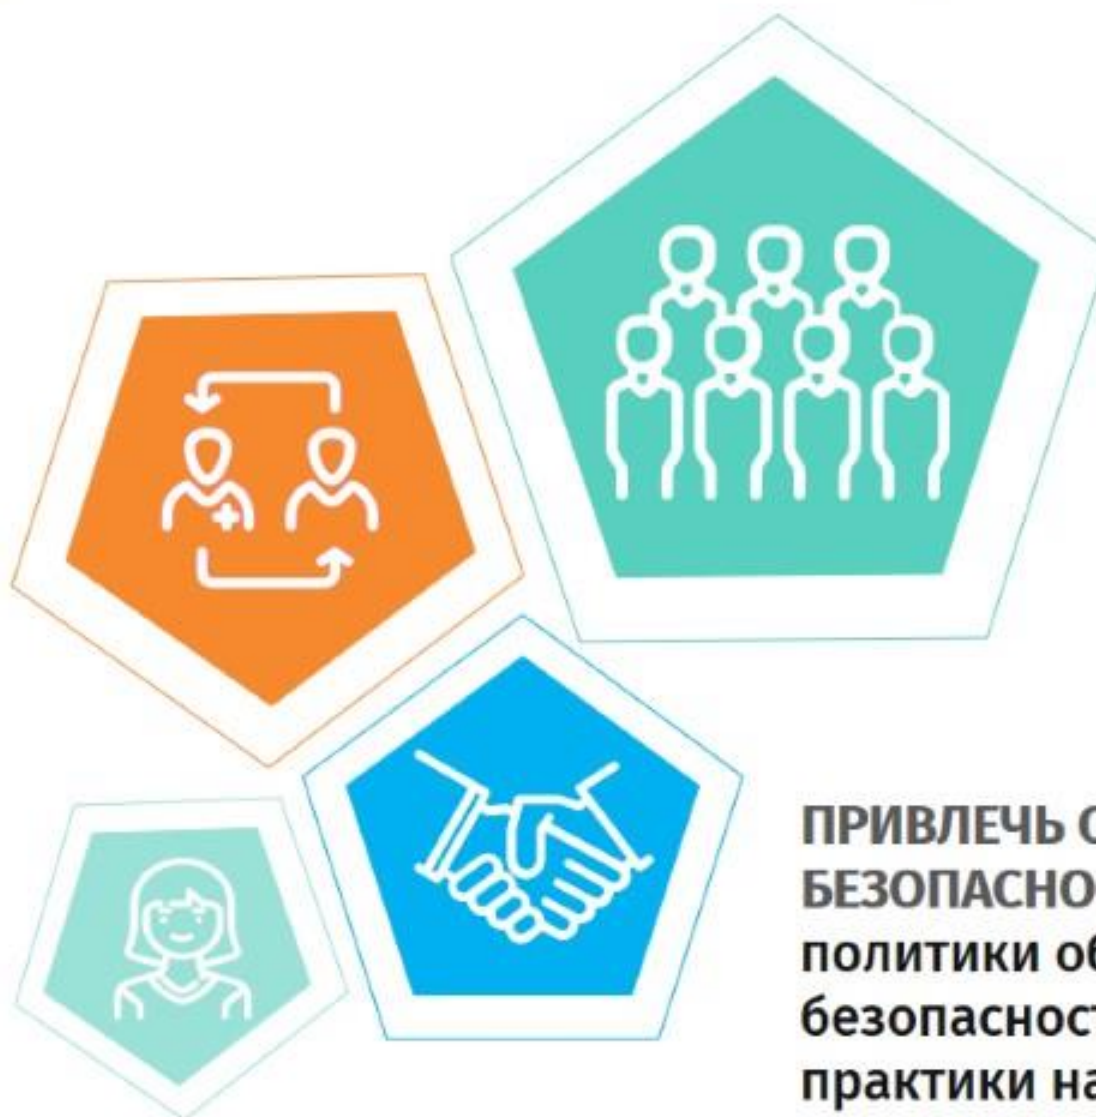 ПРИВЛЕЧЬ
БЕЗОПАСНО
политики об
безопасност
практики на